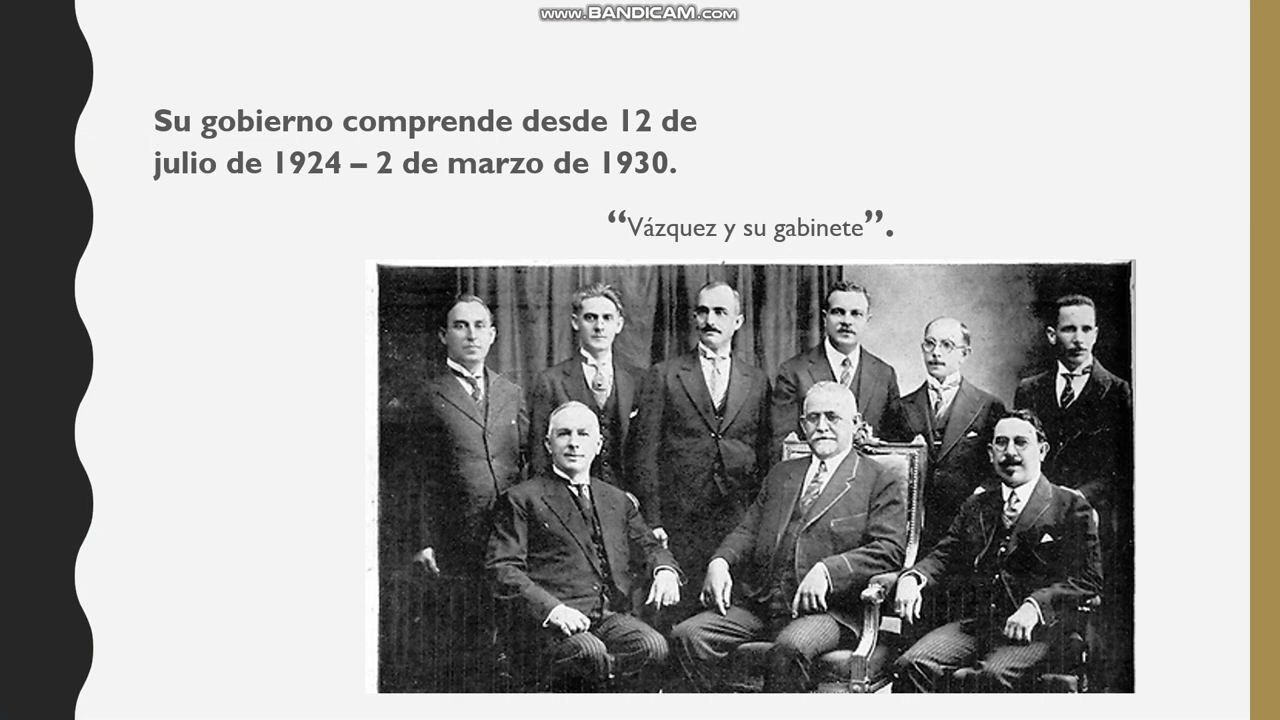 www.BANDICAM.com
Su gobierno comprende desde 12 de
julio de 1924 – 2 de marzo de 1930.
“Vázquez y su gabinete”.